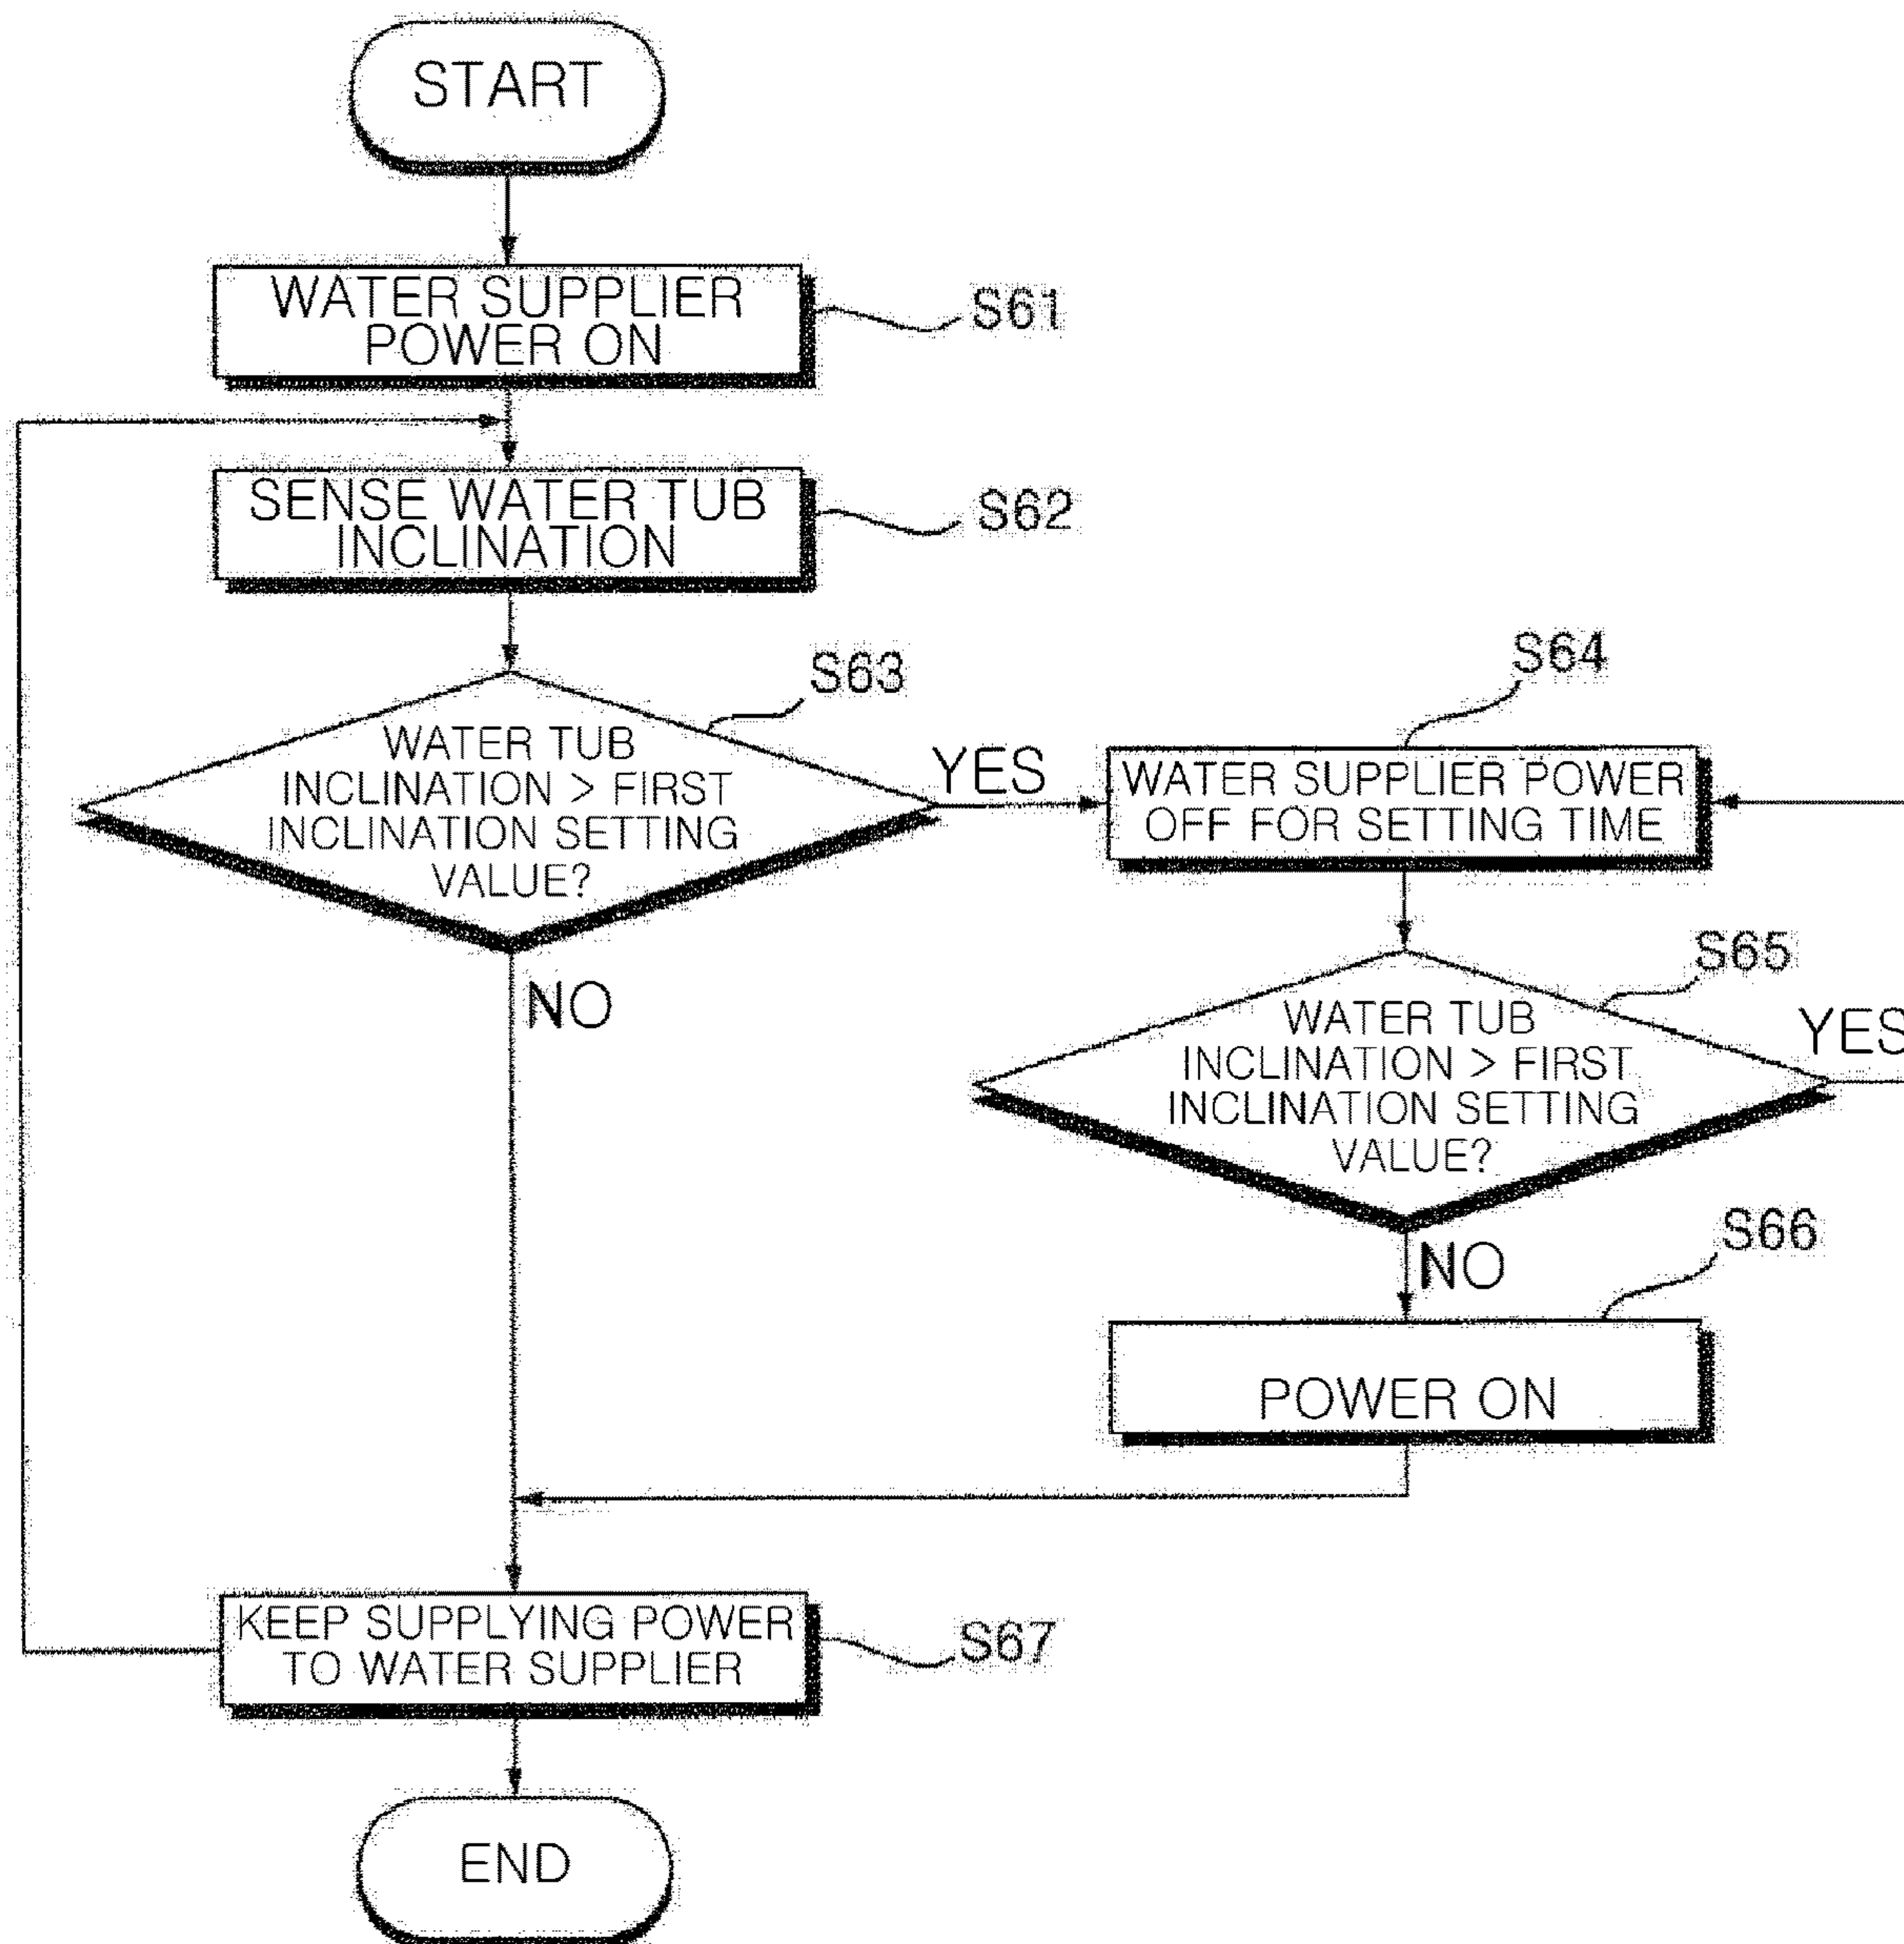 START
WATER SUPPLIER
POWER ON
S61
SENSE WATER TUB
INCLINATION
S62
S63
WATER TUB
INCLINATION > FIRST
INCLINATION SETTING
VALUE?
YES
NO
S64
WATER SUPPLIER POWER
OFF FOR SETTING TIME
S65
WATER TUB
INCLINATION > FIRST
INCLINATION SETTING
VALUE?
YES
NO
S66
POWER ON
KEEP SUPPLYING POWER
TO WATER SUPPLIER
S67
END